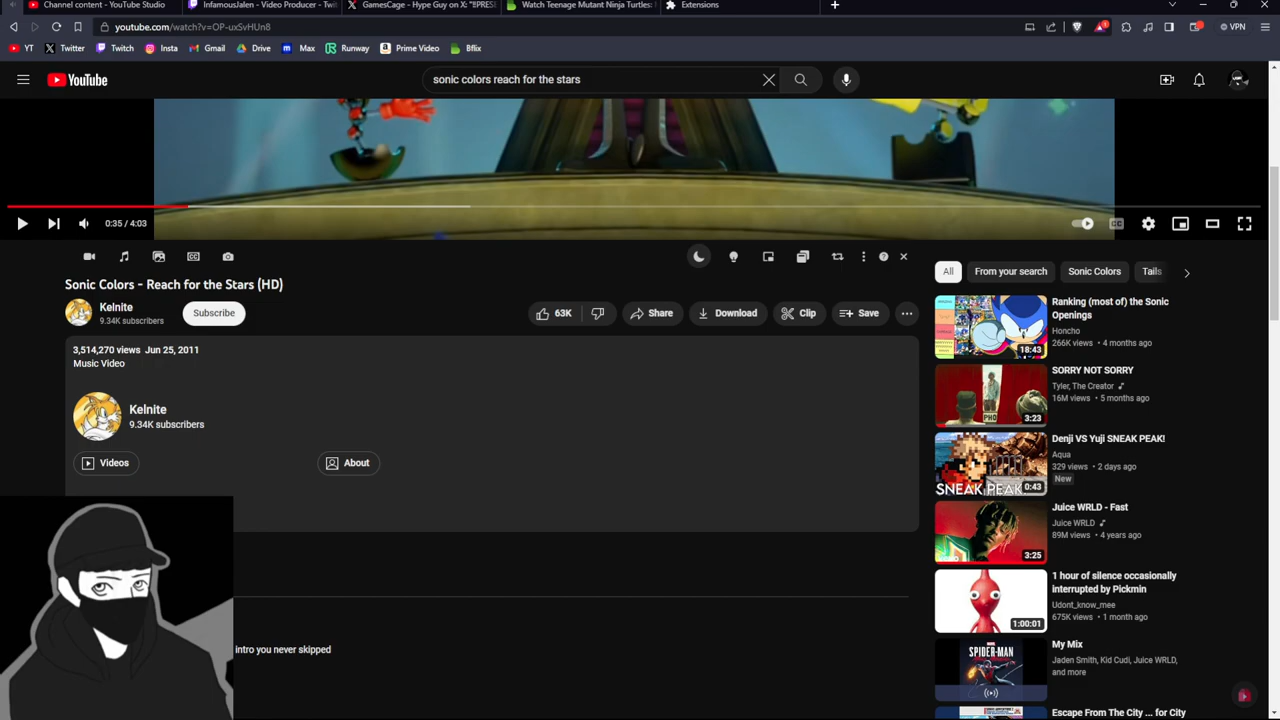 Channel content - YouTube Studio
InfamousJalen - Video Producer - Twi
GamesCage - Hype Guy on X: "BPRESE
Watch Teenage Mutant Ninja Turtles: M
Extensions
youtube.com/watch?v=OP-uxSvHUn8
VPN
YT
Twitter
Twitch
Insta
Gmail
Drive
Max
Runway
Prime Video
Bflix
YouTube
sonic colors reach for the stars
0:35 / 4:03
CC
Sonic Colors - Reach for the Stars (HD)
Kelnite
9.34K subscribers
Subscribe
63K
Share
Download
Clip
Save
3,514,270 views Jun 25, 2011
Music Video
Kelnite
9.34K subscribers
Videos
About
intro you never skipped
All
From your search
Sonic Colors
Tails
18:43
Ranking (most of) the Sonic
Openings
Honcho
266K views • 4 months ago
PHO
3:23
SORRY NOT SORRY
Tyler, The Creator
16M views • 5 months ago
SNEAK PEAK
0:43
Denji VS Yuji SNEAK PEAK!
Aqua
329 views • 2 days ago
New
3:25
Juice WRLD - Fast
Juice WRLD
89M views • 4 years ago
1:00:01
1 hour of silence occasionally
interrupted by Pickmin
Udont_know_mee
675K views • 1 month ago
SPIDER-MAN
My Mix
Jaden Smith, Kid Cudi, Juice WRLD,
and more
Escape From The City ... for City